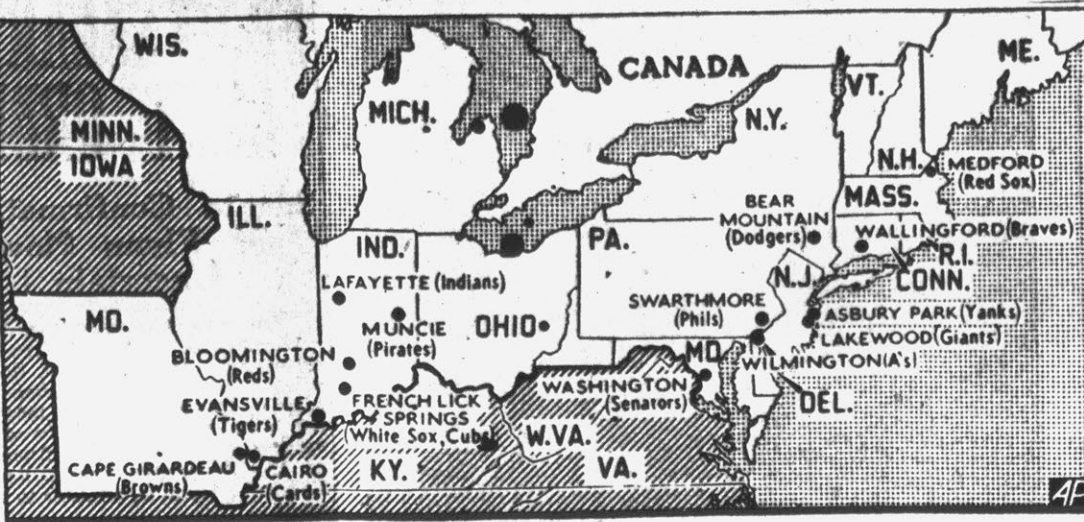 WIS.
MINN.
IOWA
ILL.
MICH.
CANADA
N.Y.
VT.
ME.
N.H.
MEDFORD
(Red Sox)
MASS.
BEAR
MOUNTAIN
(Dodgers)
WALLINGFORD (Braves)
R.I.
CONN.
PA.
N.J.
IND.
LAFAYETTE (Indians)
MUNCIE
(Pirates)
OHIO
SWARTHMORE
(Phils)
ASBURY PARK (Yanks)
LAKEWOOD (Giants)
WILMINGTON (A's)
MD.
DEL.
WASHINGTON
(Senators)
MO.
BLOOMINGTON
(Reds)
EVANSVILLE
(Tigers)
FRENCH LICK
SPRINGS
(White Sox, Cubs)
W.VA.
VA.
KY.
CAPE GIRARDEAU
(Browns)
CAIRO
(Cards)
AP